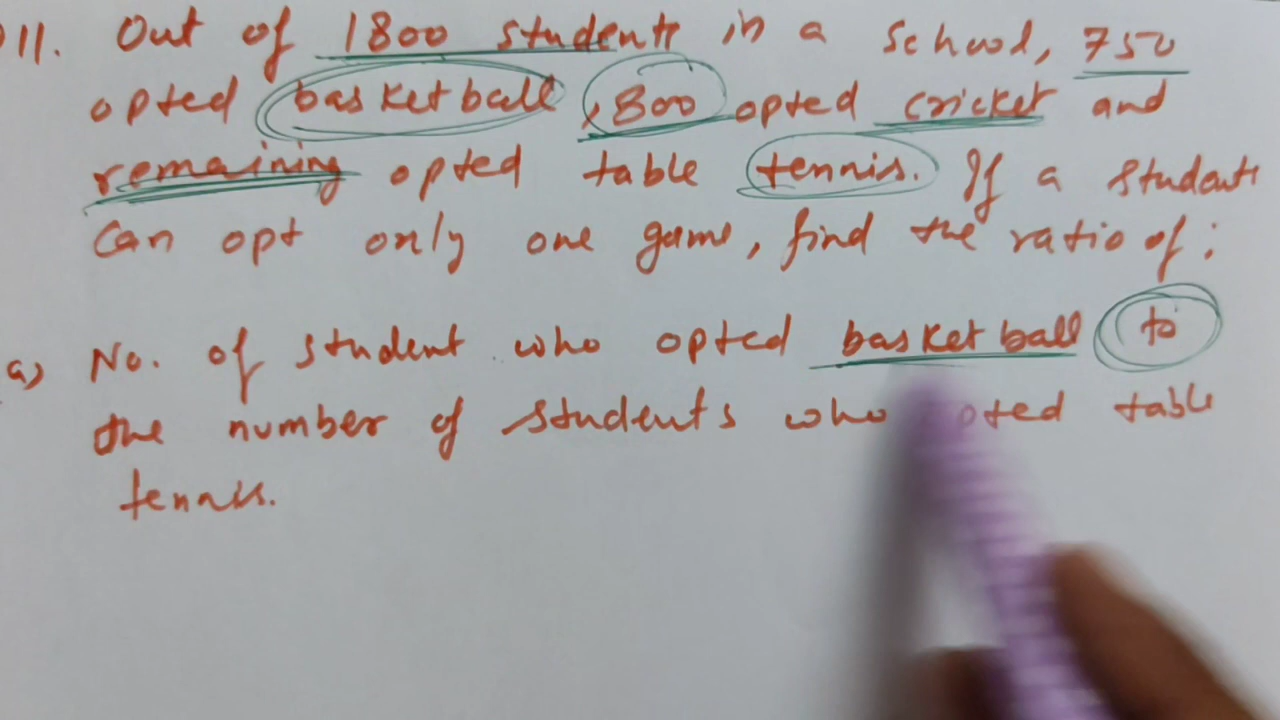 11. Out of 1800 students in a school, 750
opted basketball, 800 opted cricket and
remaining opted table tennis. If a student
can opt only one game, find the ratio of:
a) No. of student who opted basketball to
the number of students who opted table
tennis.